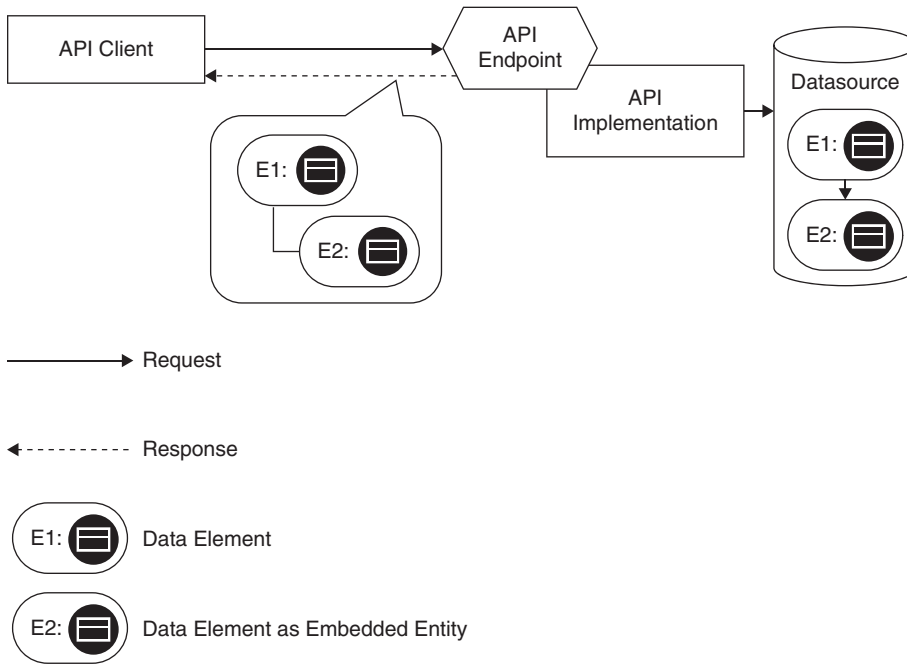 API Client
API
Endpoint
API
Implementation
Datasource
E1:
E2:
E1:
E2:
Request
Response
E1:
Data Element
E2:
Data Element as Embedded Entity